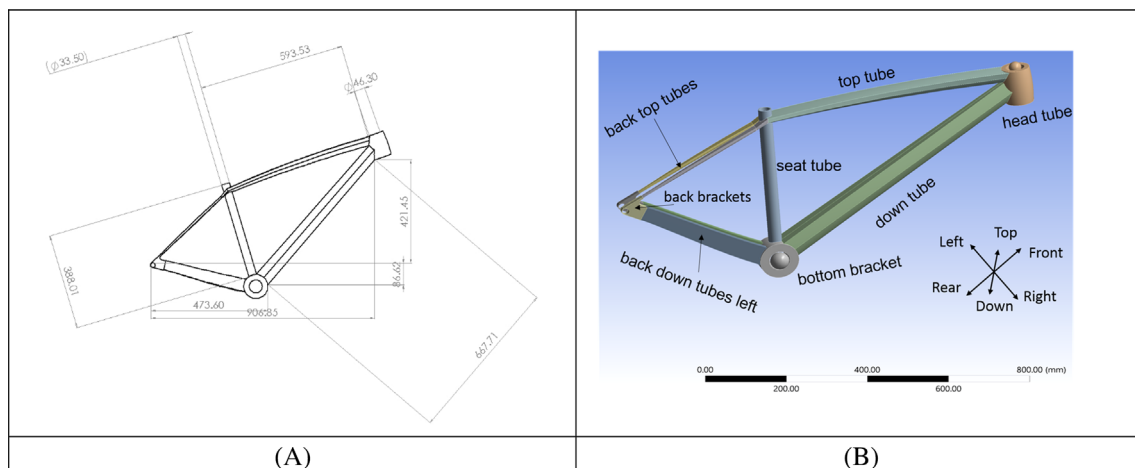 (Ø33.50)
593.53
Ø46.30
421.45
86.62
388.01
473.60
906.85
667.71
(A)
top tube
back top tubes
head tube
seat tube
back brackets
down tube
back down tubes left
bottom bracket
Top
Left
Front
Rear
Right
Down
0.00 400.00 800.00 (mm)
200.00 600.00
(B)